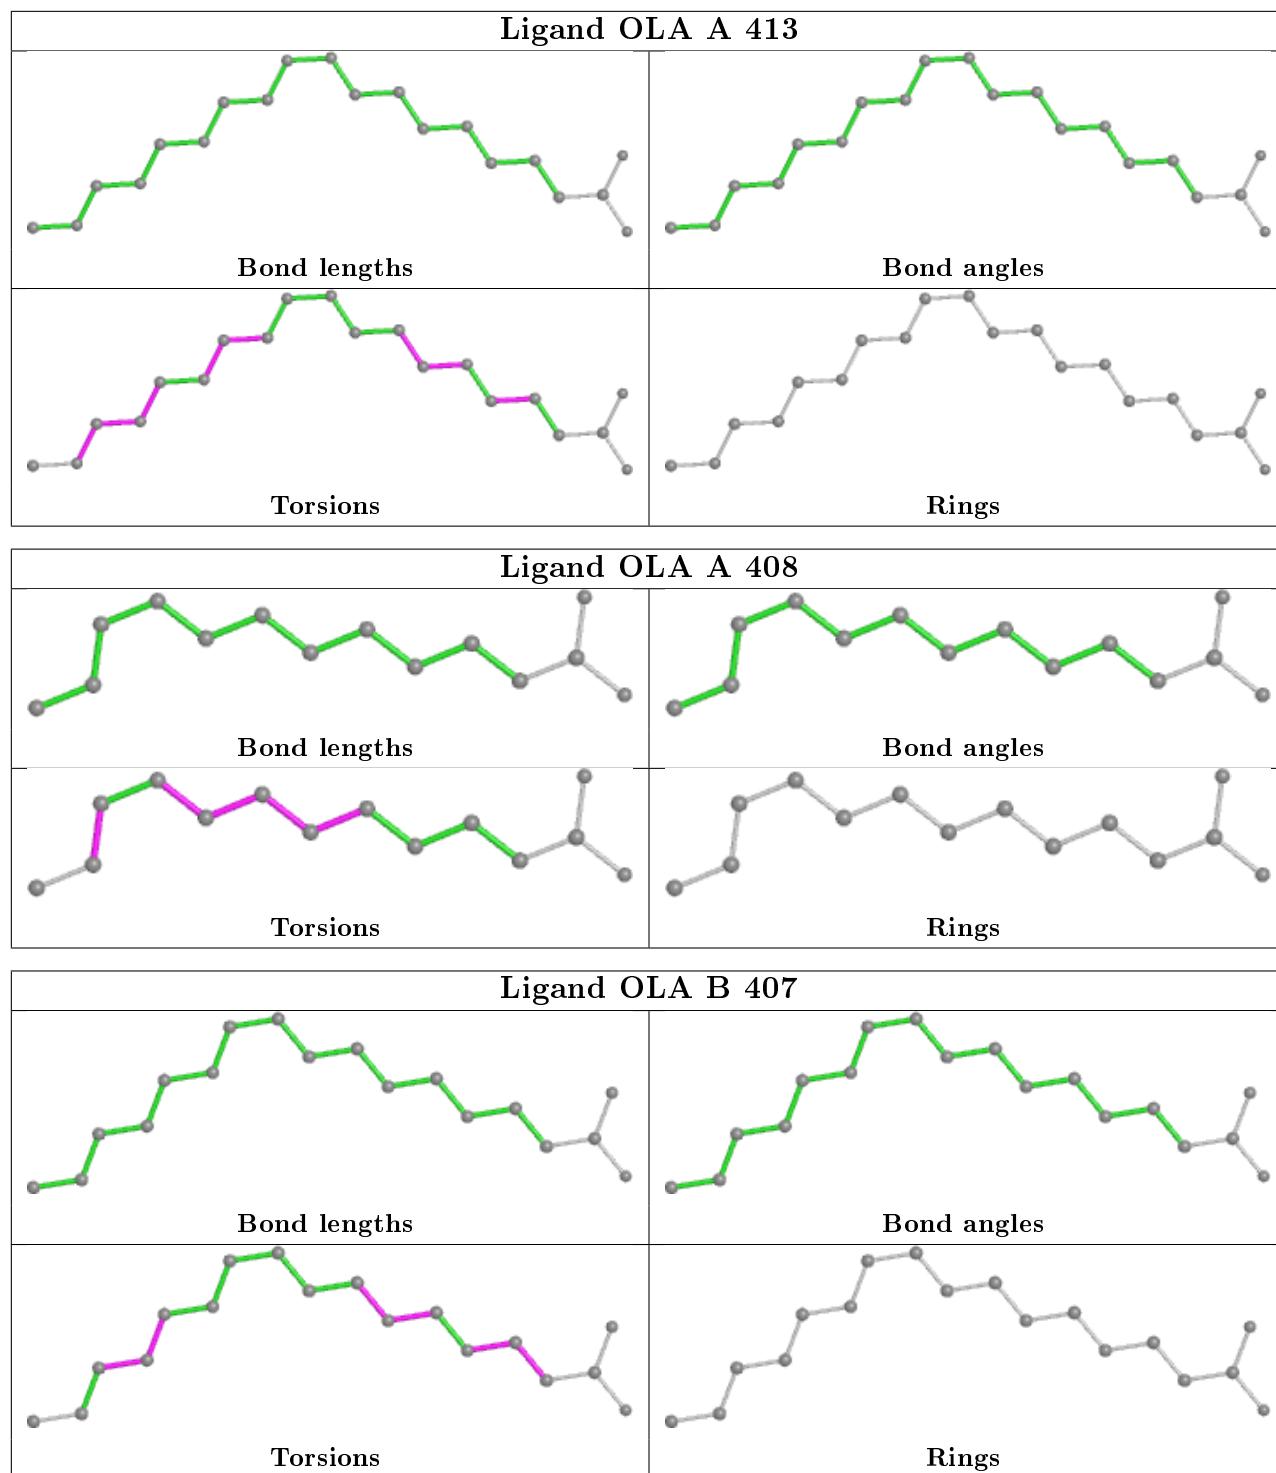 Ligand OLA A 413
Bond lengths
Bond angles
Torsions
Rings
Ligand OLA A 408
Bond lengths
Bond angles
Torsions
Rings
Ligand OLA B 407
Bond lengths
Bond angles
Torsions
Rings